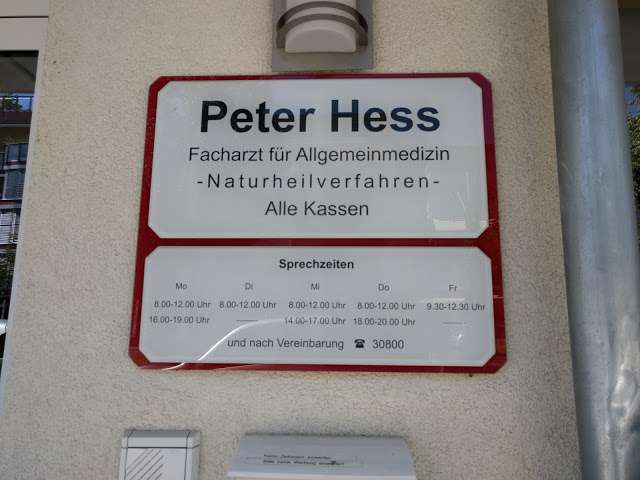 Peter Hess
Facharzt für Allgemeinmedizin
-Naturheilverfahren-
Alle Kassen
Sprechzeiten
Mo Di Mi Do Fr
8.00-12.00 Uhr 8.00-12.00 Uhr 8.00-12.00 Uhr 8.00-12.00 Uhr 9.30-12.30 Uhr
16.00-19.00 Uhr ——— 14.00-17.00 Uhr 18.00-20.00 Uhr ———
und nach Vereinbarung ☎ 30800